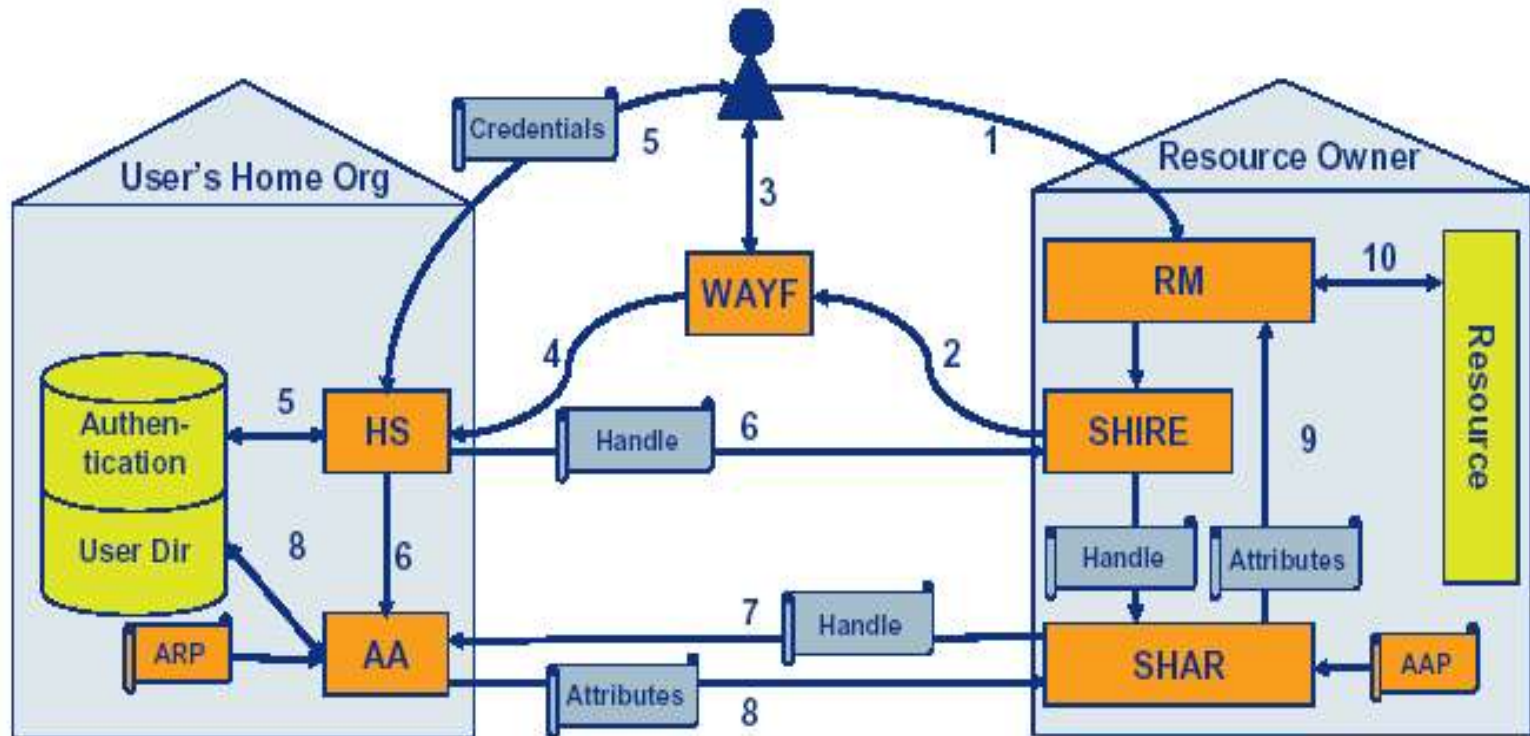 Credentials
5
1
User's Home Org
Resource Owner
3
WAYF
RM
10
Resource
4
2
5
Authen-
tication
HS
Handle
6
SHIRE
9
User Dir
8
6
Handle
Attributes
7
Handle
ARP
AA
Attributes
8
SHAR
AAP